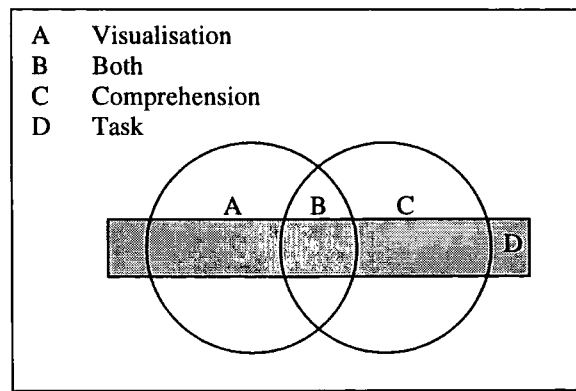 A Visualisation
B Both
C Comprehension
D Task
A B C
D